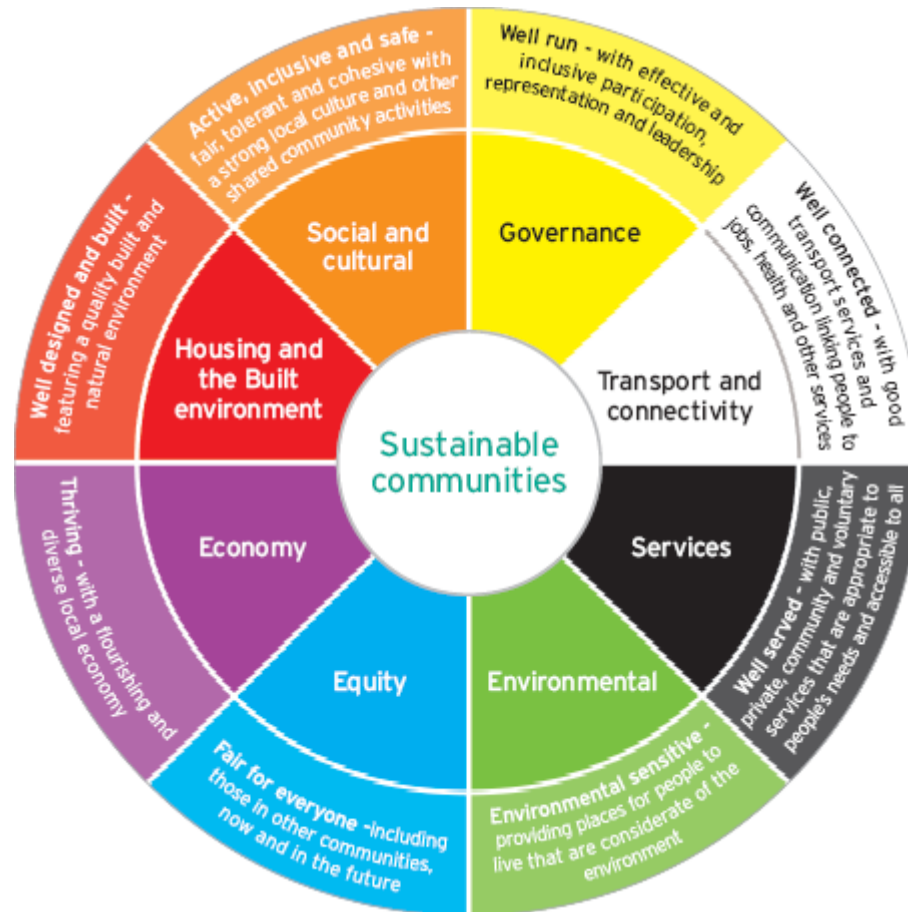 Sustainable
communities
Governance
Well run - with effective and
inclusive participation,
representation and leadership
Transport and
connectivity
Well connected - with good
transport services and
communication linking people to
jobs, health and other services
Services
Well served - with public,
private, community and voluntary
services that are appropriate to
people's needs and accessible to all
Environmental
Environmental sensitive -
providing places for people to
live that are considerate of the
environment
Equity
Fair for everyone -including
those in other communities,
now and in the future
Economy
Thriving - with a flourishing and
diverse local economy
Housing and
the Built
environment
Well designed and built -
featuring a quality built and
natural environment
Social and
cultural
Active, inclusive and safe -
fair, tolerant and cohesive with
a strong local culture and other
shared community activities